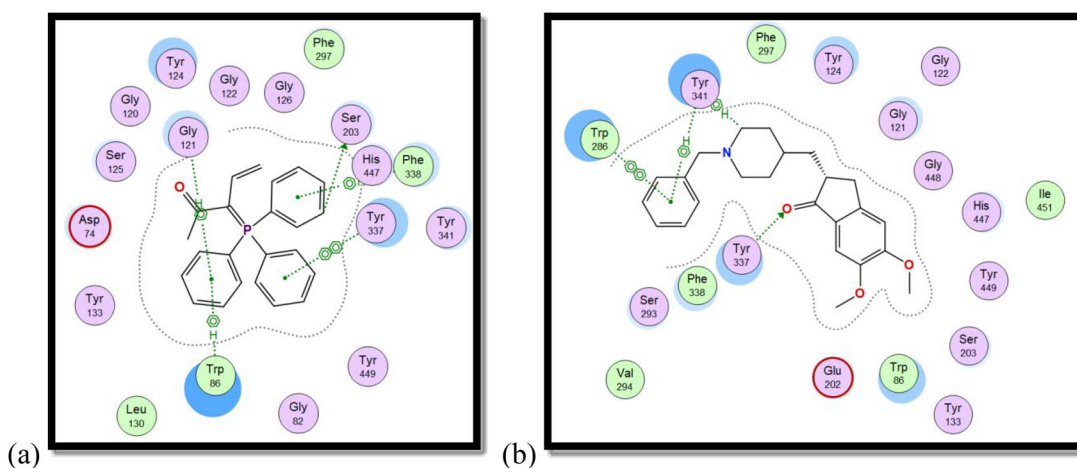 Phe
297
Tyr
124
Gly
122
Gly
126
Gly
120
Ser
203
Gly
121
Ser
125
His
447
Phe
338
O
H
P
Asp
74
Tyr
337
Tyr
341
Tyr
133
H
Trp
86
Tyr
449
Leu
130
Gly
82
(a)
Phe
297
Tyr
124
Gly
122
Tyr
341
H
Trp
286
Gly
121
H
N
Gly
448
Ile
451
His
447
O
Tyr
337
Phe
338
O
O
Tyr
449
Ser
293
Ser
203
Val
294
Glu
202
Trp
86
Tyr
133
(b)